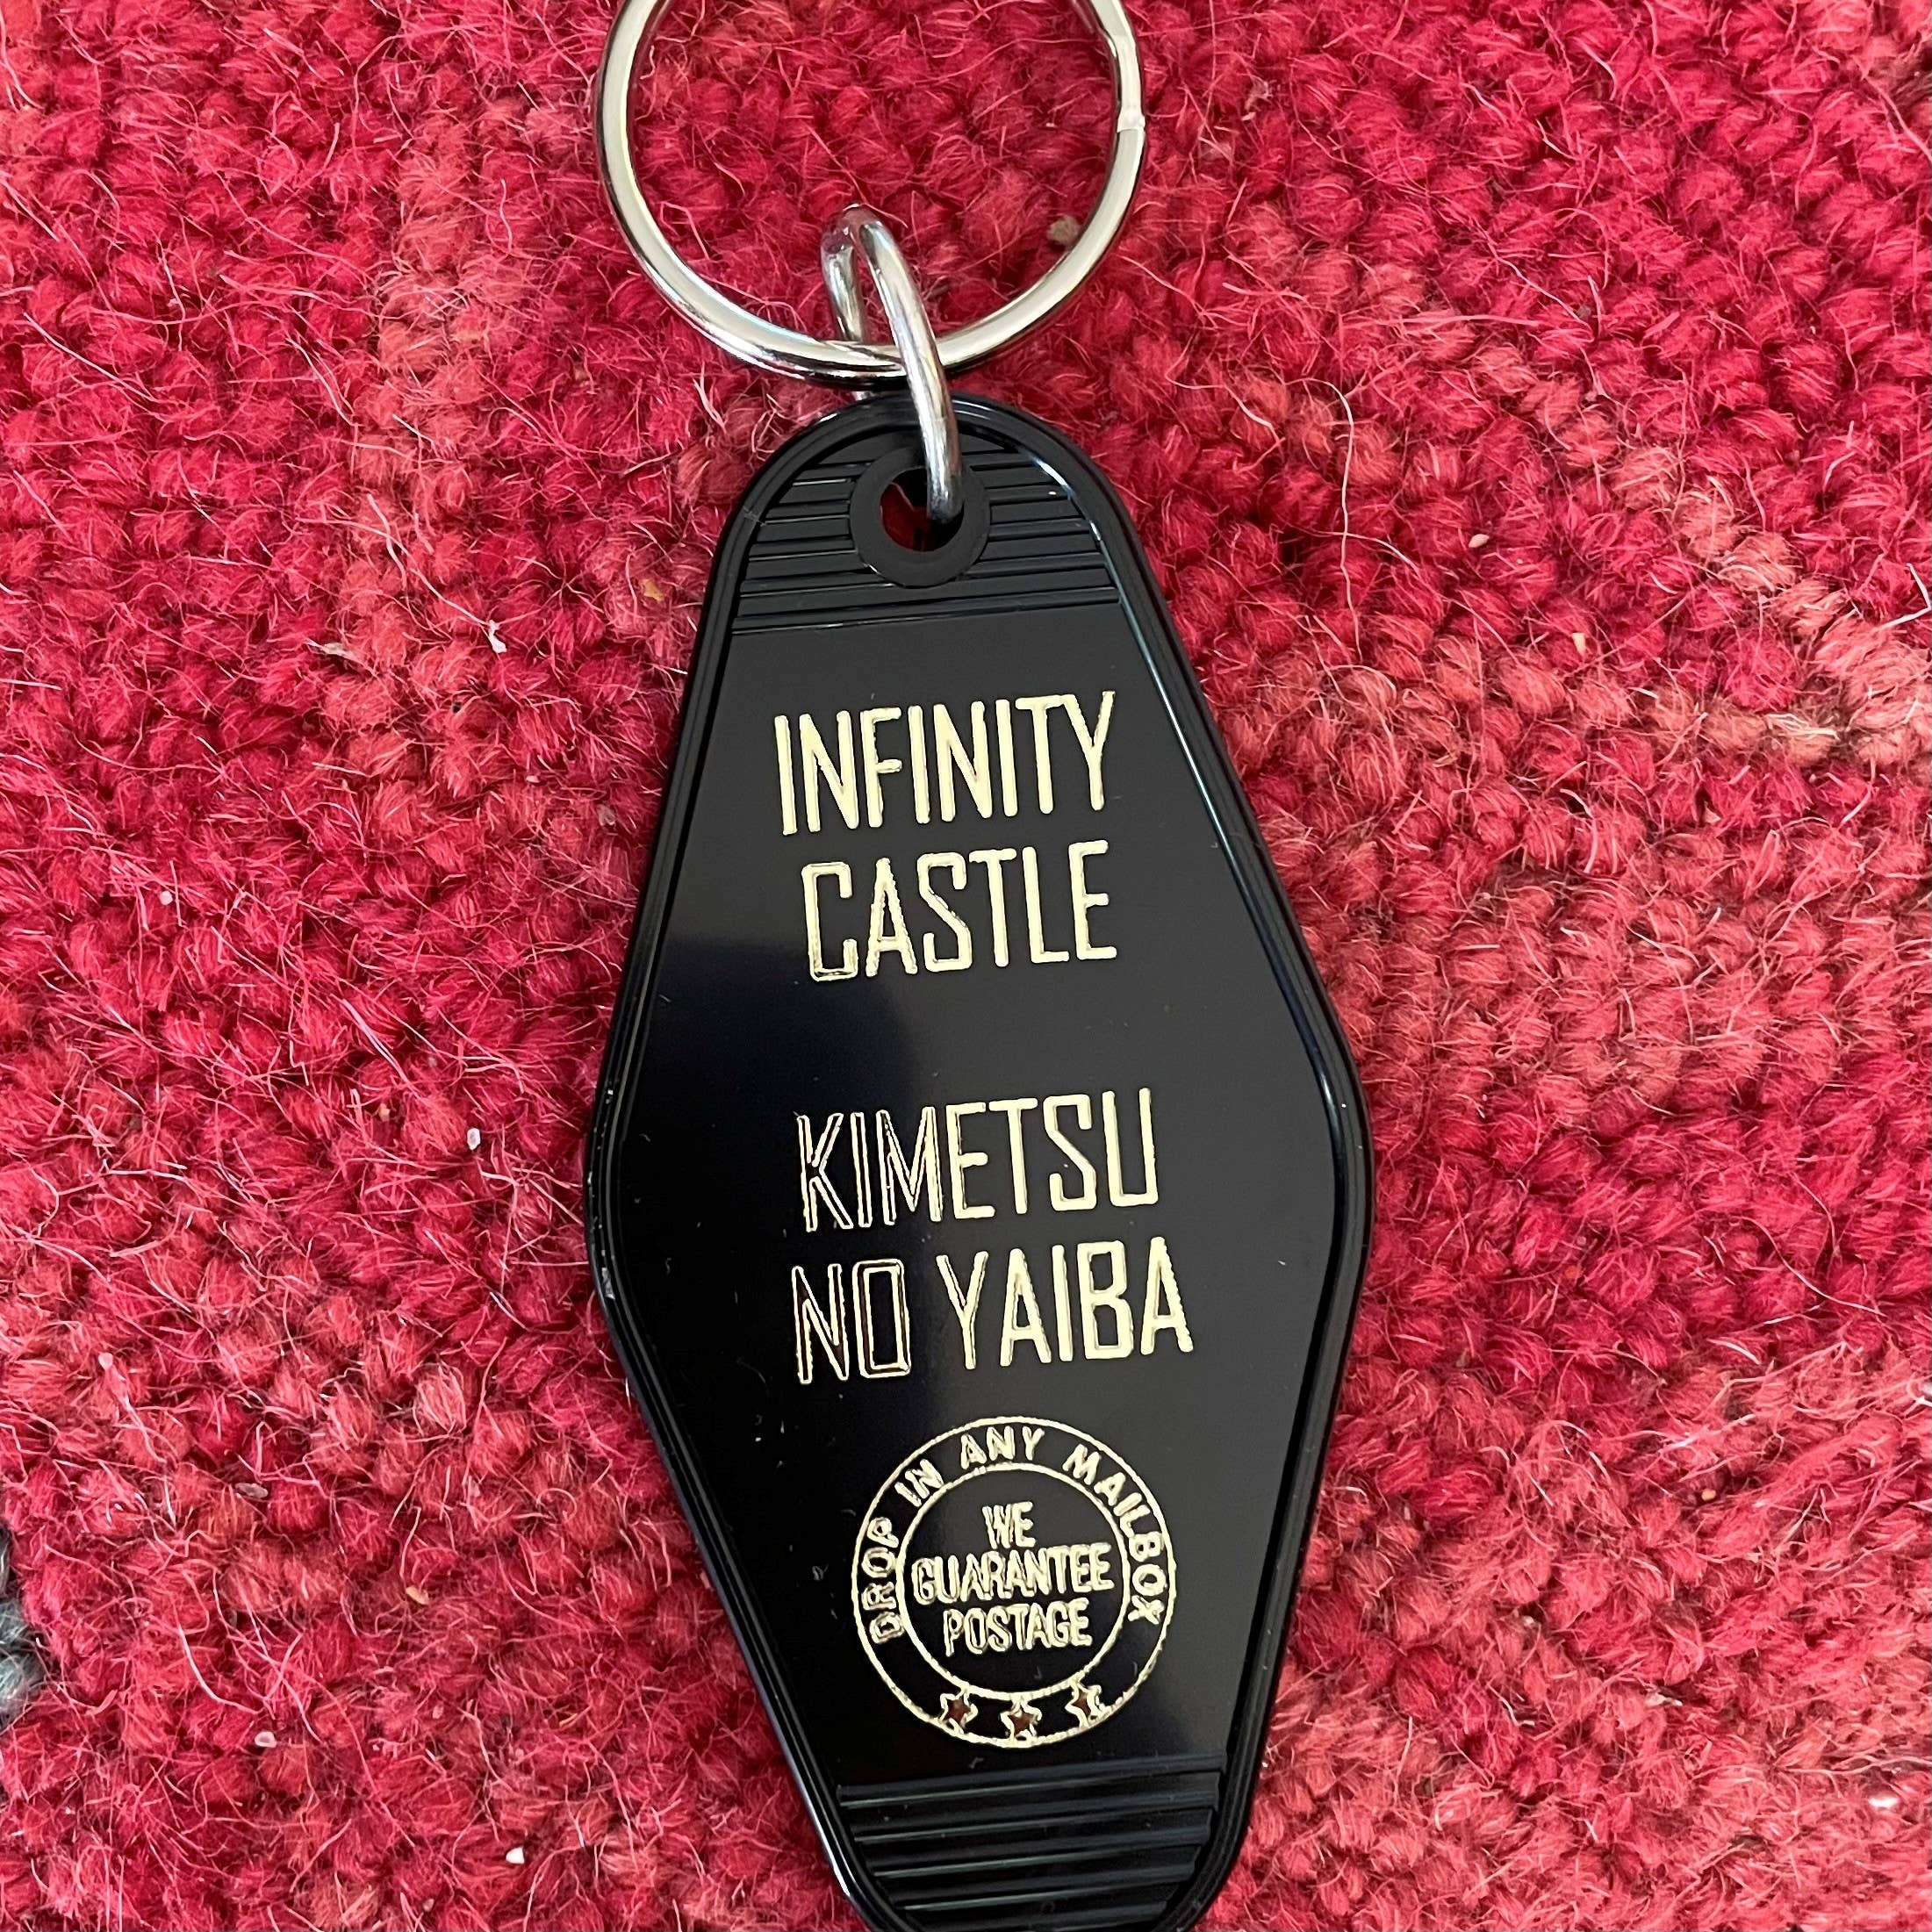 INFINITY
CASTLE
KIMETSU
NO YAIBA
DROP IN ANY MAILBOX
WE
GUARANTEE
POSTAGE